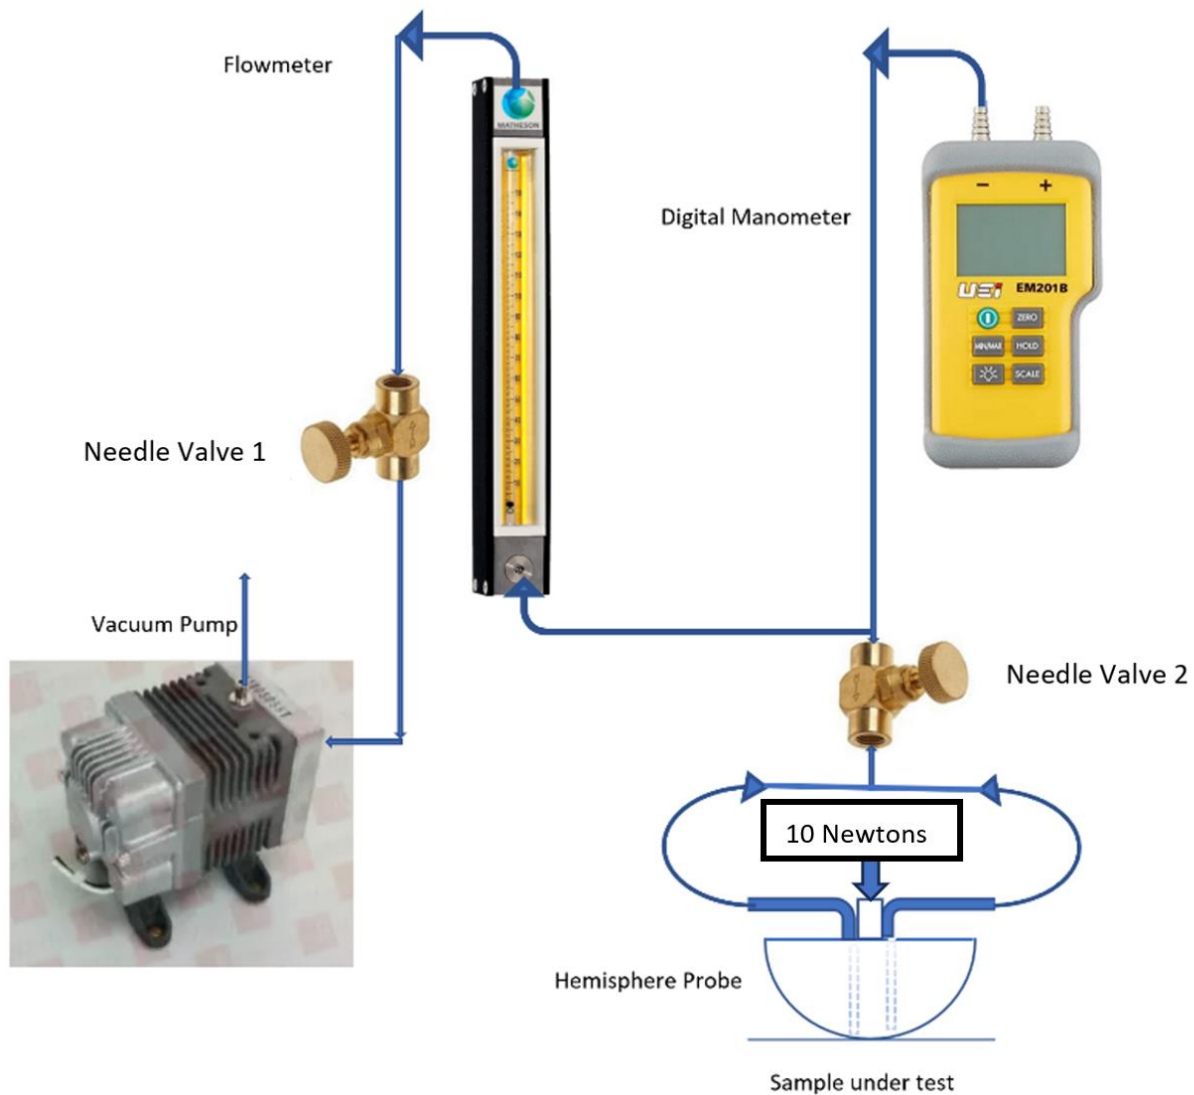 Flowmeter
MATHESON
Digital Manometer
− +
UEi EM201B
ZERO
MIN/MAX HOLD
SCALE
Needle Valve 1
Vacuum Pump
Needle Valve 2
10 Newtons
Hemisphere Probe
Sample under test